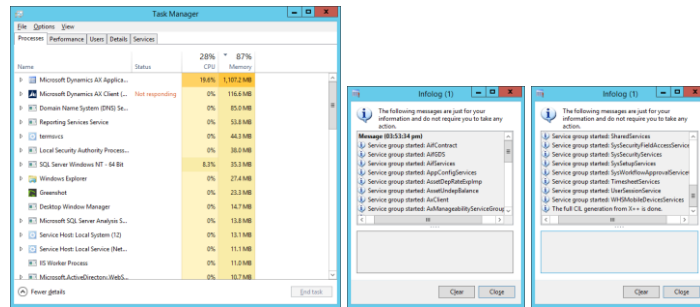 Task Manager
File Options View
Processes Performance Users Details Services
28% 87%
Name Status CPU Memory
Microsoft Dynamics AX Applica... 19.6% 1,107.2 MB
Microsoft Dynamics AX Client (... Not responding 0% 116.6 MB
Domain Name System (DNS) Se... 0% 85.0 MB
Reporting Services Service 0% 53.8 MB
termsvcs 0% 44.3 MB
Local Security Authority Process... 0% 38.0 MB
SQL Server Windows NT - 64 Bit 8.3% 35.3 MB
Windows Explorer 0% 27.4 MB
Greenshot 0% 23.3 MB
Desktop Window Manager 0% 14.7 MB
Microsoft SQL Server Analysis S... 0% 13.8 MB
Service Host: Local System (12) 0% 13.1 MB
Service Host: Local Service (Net... 0% 11.1 MB
IIS Worker Process 0% 11.0 MB
Microsoft.ActiveDirectory.WebS... 0% 10.7 MB
Fewer details End task
Infolog (1)
The following messages are just for your
information and do not require you to take any
action.
Message (03:53:34 pm)
Service group started: AifContract
Service group started: AifGDS
Service group started: AifServices
Service group started: AppConfigServices
Service group started: AssetDepRateExpImp
Service group started: AssetUndepBalance
Service group started: AxClient
Service group started: AxManageabilityServiceGroup
Clear Close
Infolog (1)
The following messages are just for your
information and do not require you to take any
action.
Service group started: SharedServices
Service group started: SysSecurityFieldAccessService
Service group started: SysSecurityServices
Service group started: SysSetupServices
Service group started: SysWorkflowApprovalService
Service group started: TimesheetServices
Service group started: UserSessionService
Service group started: WHSMobileDevicesServices
The full CIL generation from X++ is done.
Clear Close